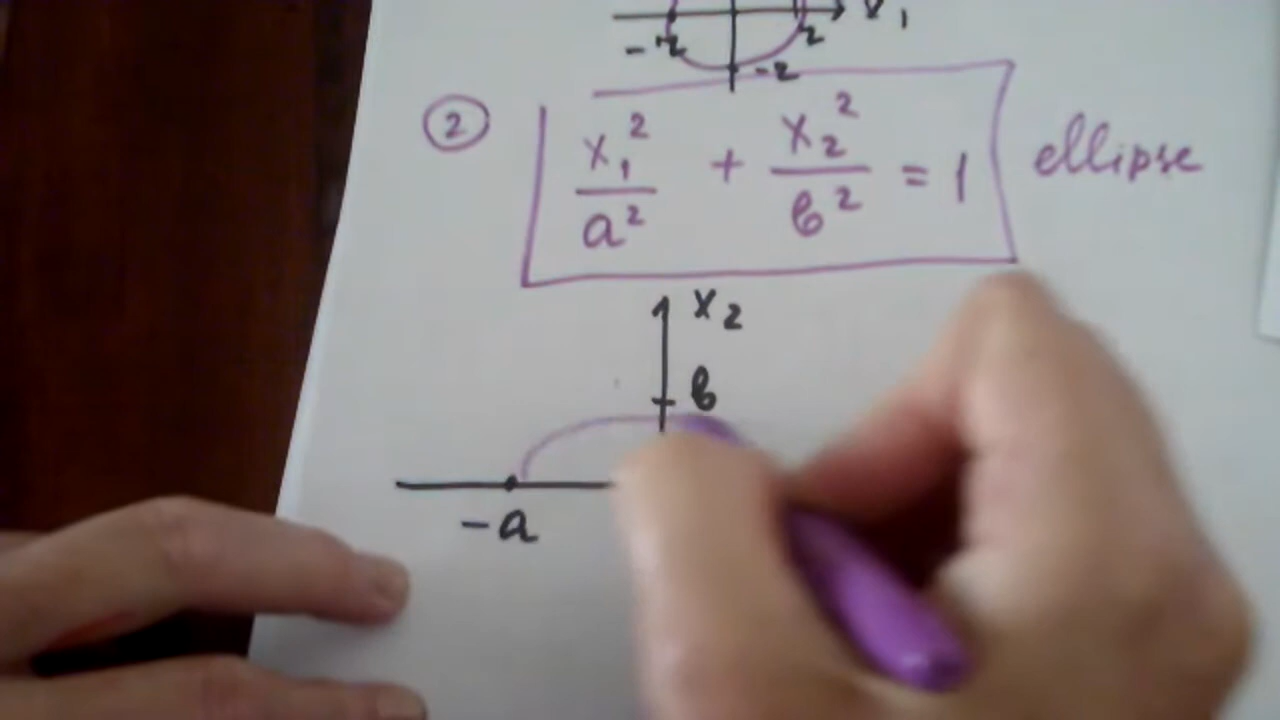 x₁
-2 2
-2
② x₁²/a² + x₂²/b² = 1 ellipse
x₂
b
-a